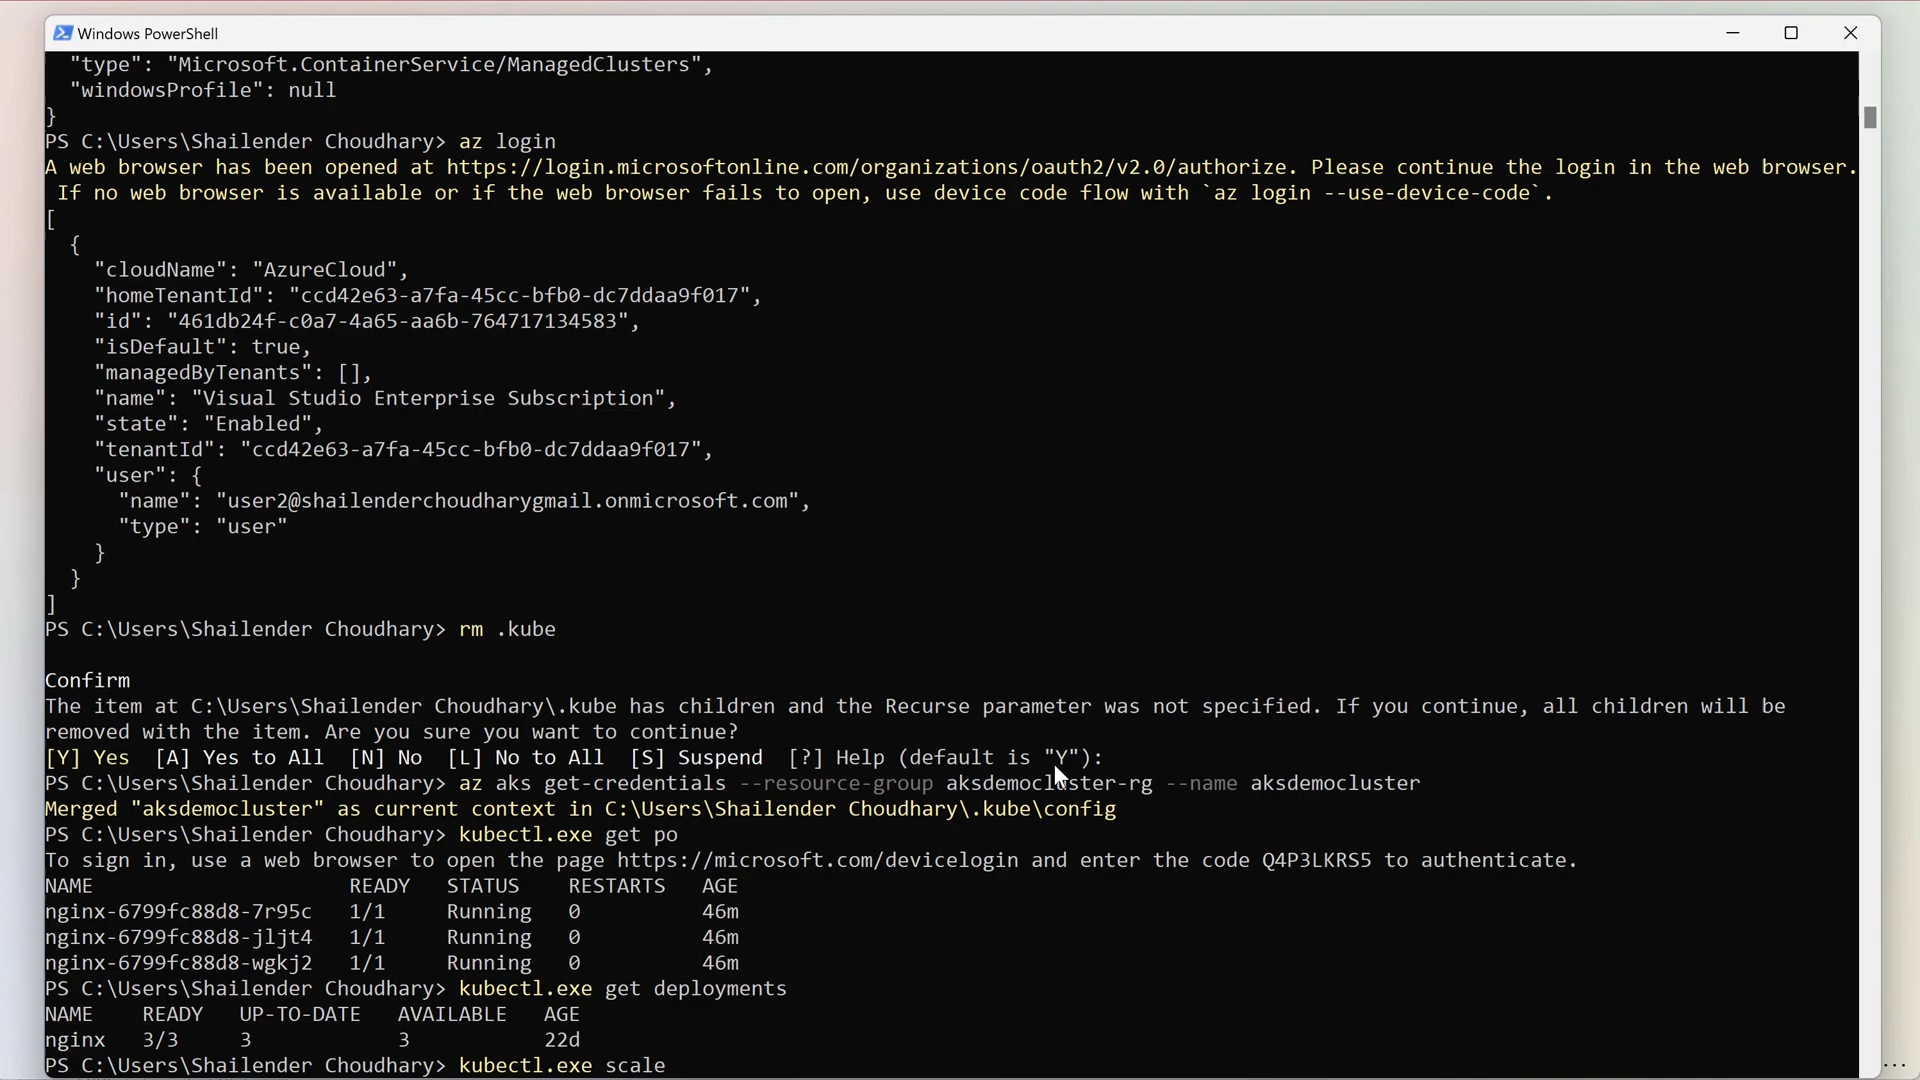 Windows PowerShell
"type": "Microsoft.ContainerService/ManagedClusters",
"windowsProfile": null
}
PS C:\Users\Shailender Choudhary> az login
A web browser has been opened at https://login.microsoftonline.com/organizations/oauth2/v2.0/authorize. Please continue the login in the web browser.
If no web browser is available or if the web browser fails to open, use device code flow with `az login --use-device-code`.
[
{
"cloudName": "AzureCloud",
"homeTenantId": "ccd42e63-a7fa-45cc-bfb0-dc7ddaa9f017",
"id": "461db24f-c0a7-4a65-aa6b-764717134583",
"isDefault": true,
"managedByTenants": [],
"name": "Visual Studio Enterprise Subscription",
"state": "Enabled",
"tenantId": "ccd42e63-a7fa-45cc-bfb0-dc7ddaa9f017",
"user": {
"name": "user2@shailenderchoudharygmail.onmicrosoft.com",
"type": "user"
}
}
]
PS C:\Users\Shailender Choudhary> rm .kube
Confirm
The item at C:\Users\Shailender Choudhary\.kube has children and the Recurse parameter was not specified. If you continue, all children will be
removed with the item. Are you sure you want to continue?
[Y] Yes  [A] Yes to All  [N] No  [L] No to All  [S] Suspend  [?] Help (default is "Y"):
PS C:\Users\Shailender Choudhary> az aks get-credentials --resource-group aksdemocluster-rg --name aksdemocluster
Merged "aksdemocluster" as current context in C:\Users\Shailender Choudhary\.kube\config
PS C:\Users\Shailender Choudhary> kubectl.exe get po
To sign in, use a web browser to open the page https://microsoft.com/devicelogin and enter the code Q4P3LKRS5 to authenticate.
NAME                     READY   STATUS    RESTARTS   AGE
nginx-6799fc88d8-7r95c   1/1     Running   0          46m
nginx-6799fc88d8-jljt4   1/1     Running   0          46m
nginx-6799fc88d8-wgkj2   1/1     Running   0          46m
PS C:\Users\Shailender Choudhary> kubectl.exe get deployments
NAME    READY   UP-TO-DATE   AVAILABLE   AGE
nginx   3/3     3            3           22d
PS C:\Users\Shailender Choudhary> kubectl.exe scale